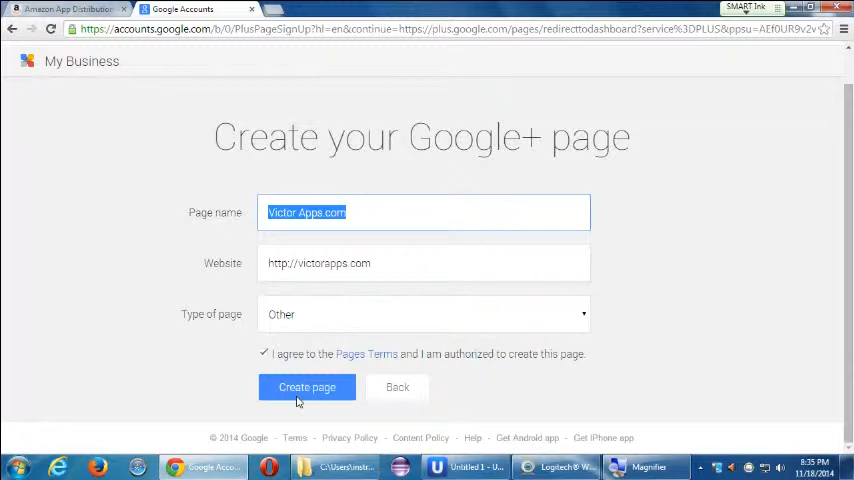 Amazon App Distribution
Google Accounts
SMART Ink
https://accounts.google.com/b/0/PlusPageSignUp?hl=en&continue=https://plus.google.com/pages/redirecttodashboard?service%3DPLUS&ppsu=AEf0UR9v2v
My Business
Create your Google+ page
Page name
Victor Apps.com
Website
http://victorapps.com
Type of page
Other
I agree to the Pages Terms and I am authorized to create this page.
Create page
Back
© 2014 Google - Terms - Privacy Policy - Content Policy - Help - Get Android app - Get iPhone app
Google Acco...
C:\Users\instr...
Untitled 1 - U...
Logitech® W...
Magnifier
8:35 PM
11/18/2014